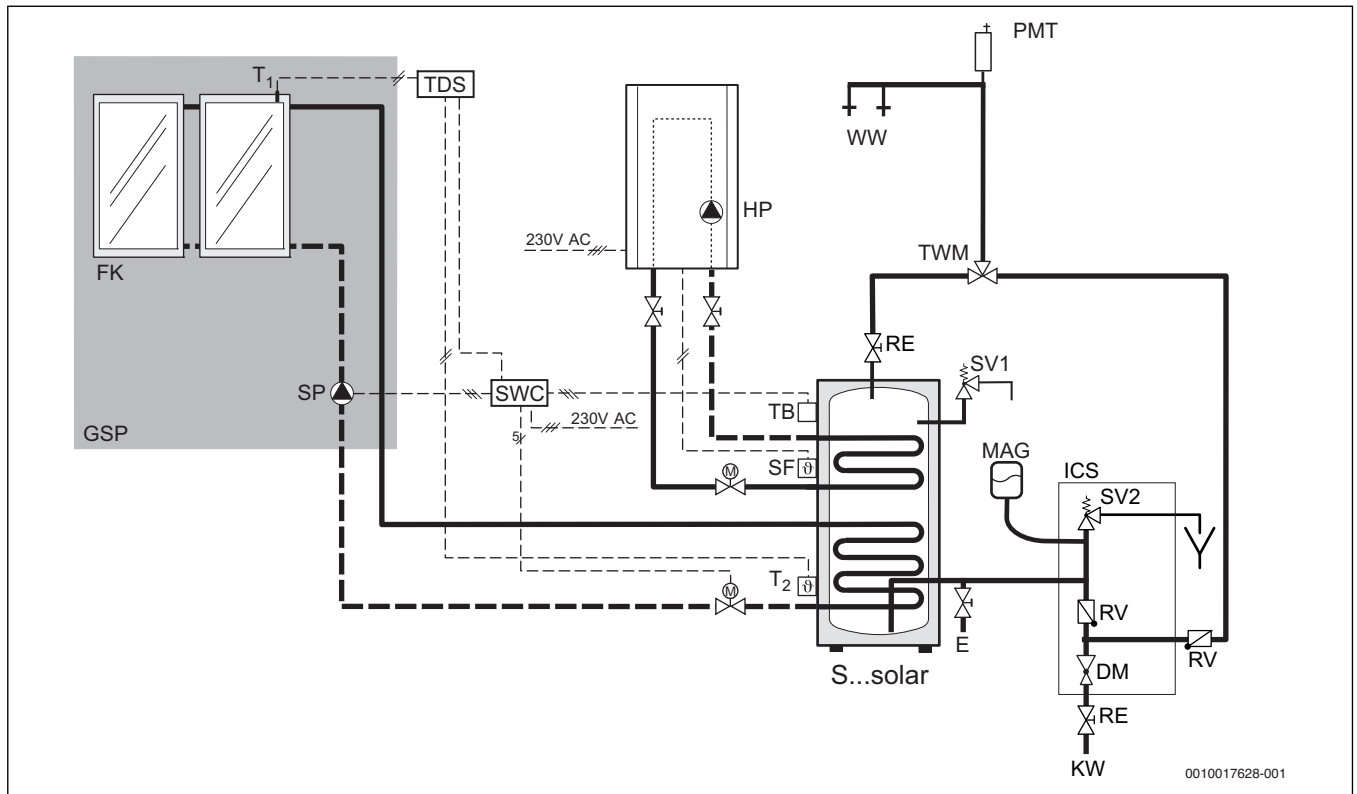 PMT
T1
TDS
WW
HP
230V AC
TWM
FK
RE
SV1
SP
SWC
TB
230V AC
GSP
5
MAG
ICS
SF
ϑ
M
SV2
T2
ϑ
M
RV
E
RV
S...solar
DM
RE
KW
0010017628-001